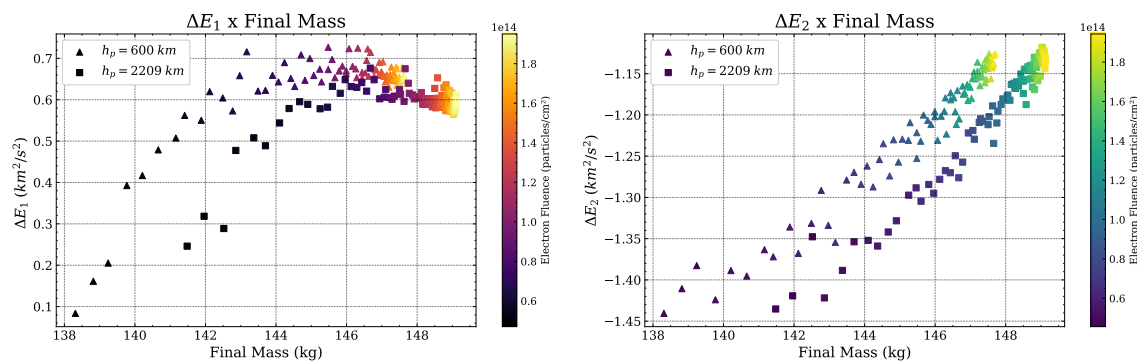 ΔE₁ x Final Mass
h_p = 600 km
h_p = 2209 km
ΔE₁ (km²/s²)
0.7
0.6
0.5
0.4
0.3
0.2
0.1
138
140
142
144
146
148
Final Mass (kg)
1e14
1.8
1.6
1.4
1.2
1.0
0.8
0.6
Electron Fluence (particles/cm²)
ΔE₂ x Final Mass
h_p = 600 km
h_p = 2209 km
ΔE₂ (km²/s²)
−1.15
−1.20
−1.25
−1.30
−1.35
−1.40
−1.45
138
140
142
144
146
148
Final Mass (kg)
1e14
1.8
1.6
1.4
1.2
1.0
0.8
0.6
Electron Fluence (particles/cm²)